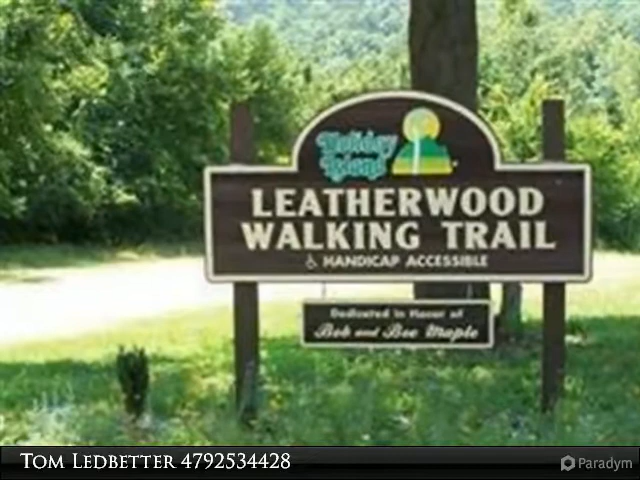 Holiday
Island
LEATHERWOOD
WALKING TRAIL
♿ HANDICAP ACCESSIBLE
Dedicated in Honor of
Bob and Bee Maple
TOM LEDBETTER 4792534428
Paradym